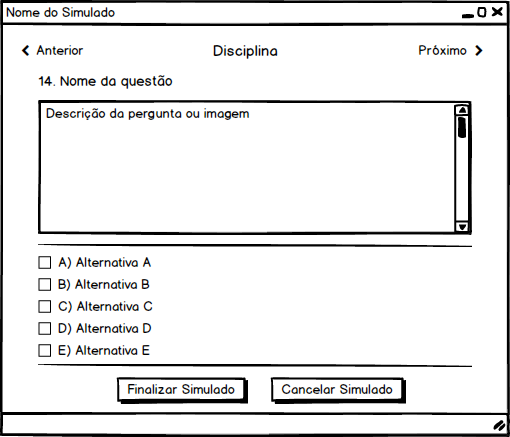 Nome do Simulado
Anterior Disciplina Próximo
14. Nome da questão
Descrição da pergunta ou imagem
A) Alternativa A
B) Alternativa B
C) Alternativa C
D) Alternativa D
E) Alternativa E
Finalizar Simulado Cancelar Simulado